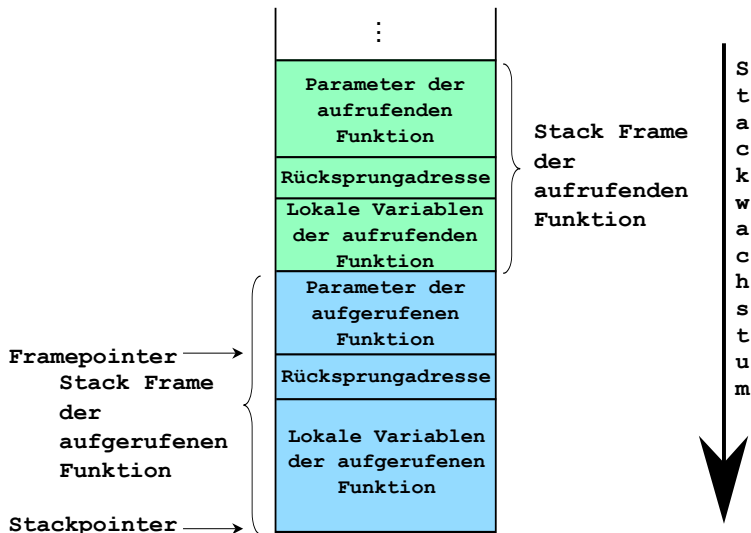 ⋮
Parameter der
aufrufenden
Funktion
Rücksprungadresse
Lokale Variablen
der aufrufenden
Funktion
Stack Frame
der
aufrufenden
Funktion
Parameter der
aufgerufenen
Funktion
Rücksprungadresse
Lokale Variablen
der aufgerufenen
Funktion
Framepointer
Stack Frame
der
aufgerufenen
Funktion
Stackpointer
Stackwachstum